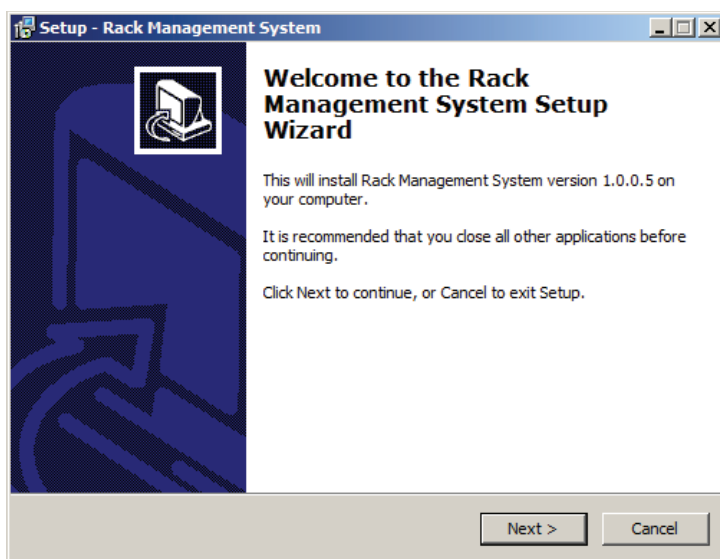 Setup - Rack Management System
Welcome to the Rack
Management System Setup
Wizard
This will install Rack Management System version 1.0.0.5 on
your computer.
It is recommended that you close all other applications before
continuing.
Click Next to continue, or Cancel to exit Setup.
Next >
Cancel